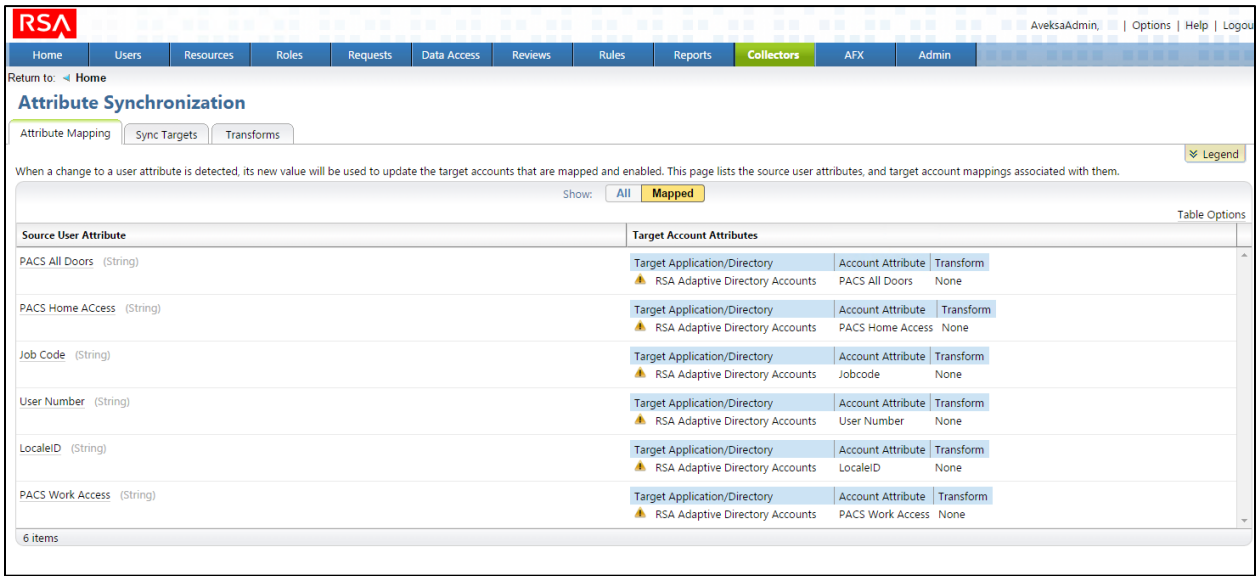 RSA
AveksaAdmin, | Options | Help | Logou
Home Users Resources Roles Requests Data Access Reviews Rules Reports Collectors AFX Admin
Return to: Home
Attribute Synchronization
Attribute Mapping Sync Targets Transforms
Legend
When a change to a user attribute is detected, its new value will be used to update the target accounts that are mapped and enabled. This page lists the source user attributes, and target account mappings associated with them.
Show: All Mapped
Table Options
Source User Attribute Target Account Attributes
PACS All Doors (String) Target Application/Directory Account Attribute Transform
RSA Adaptive Directory Accounts PACS All Doors None
PACS Home ACcess (String) Target Application/Directory Account Attribute Transform
RSA Adaptive Directory Accounts PACS Home Access None
Job Code (String) Target Application/Directory Account Attribute Transform
RSA Adaptive Directory Accounts Jobcode None
User Number (String) Target Application/Directory Account Attribute Transform
RSA Adaptive Directory Accounts User Number None
LocaleID (String) Target Application/Directory Account Attribute Transform
RSA Adaptive Directory Accounts LocaleID None
PACS Work Access (String) Target Application/Directory Account Attribute Transform
RSA Adaptive Directory Accounts PACS Work Access None
6 items